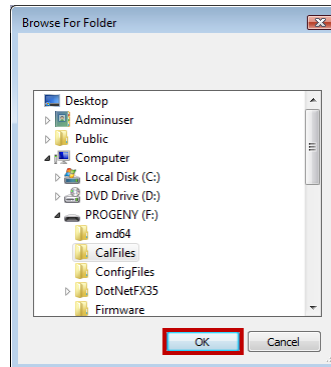 Browse For Folder
Desktop
Adminuser
Public
Computer
Local Disk (C:)
DVD Drive (D:)
PROGENY (F:)
amd64
CalFiles
ConfigFiles
DotNetFX35
Firmware
OK Cancel